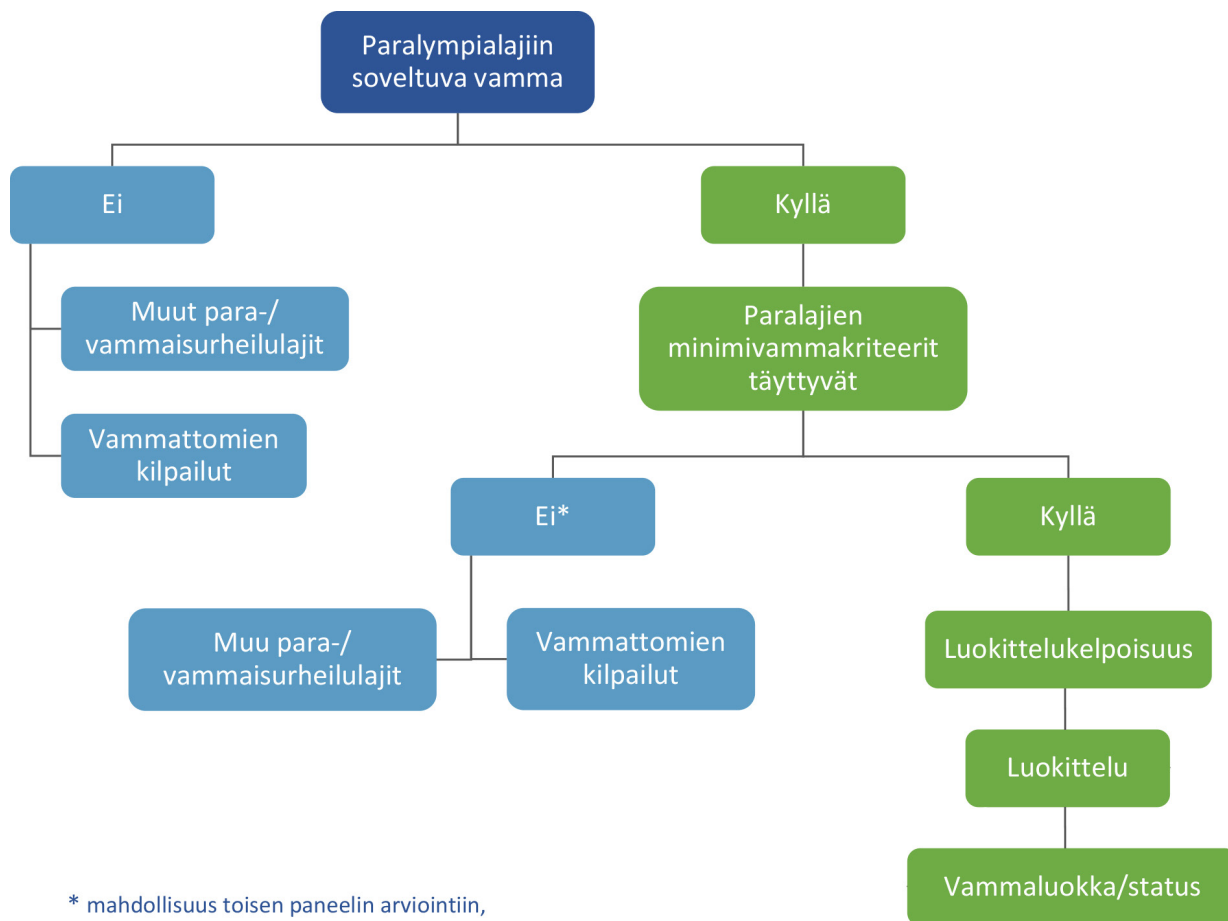 Paralympialajiin
soveltuva vamma
Ei
Kyllä
Muut para-/
vammaisurheilulajit
Paralajien
minimivammakriteerit
täyttyvät
Vammattomien
kilpailut
Ei*
Kyllä
Muu para-/
vammaisurheilulajit
Vammattomien
kilpailut
Luokittelukelpoisuus
Luokittelu
Vammaluokka/status
* mahdollisuus toisen paneelin arviointiin,